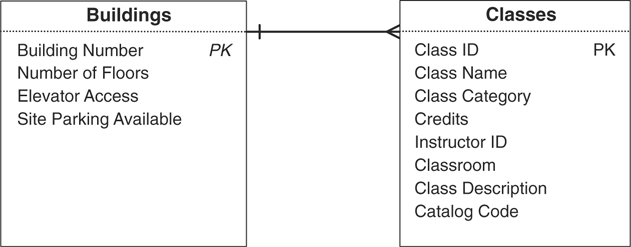 Buildings
Building Number PK
Number of Floors
Elevator Access
Site Parking Available
Classes
Class ID PK
Class Name
Class Category
Credits
Instructor ID
Classroom
Class Description
Catalog Code